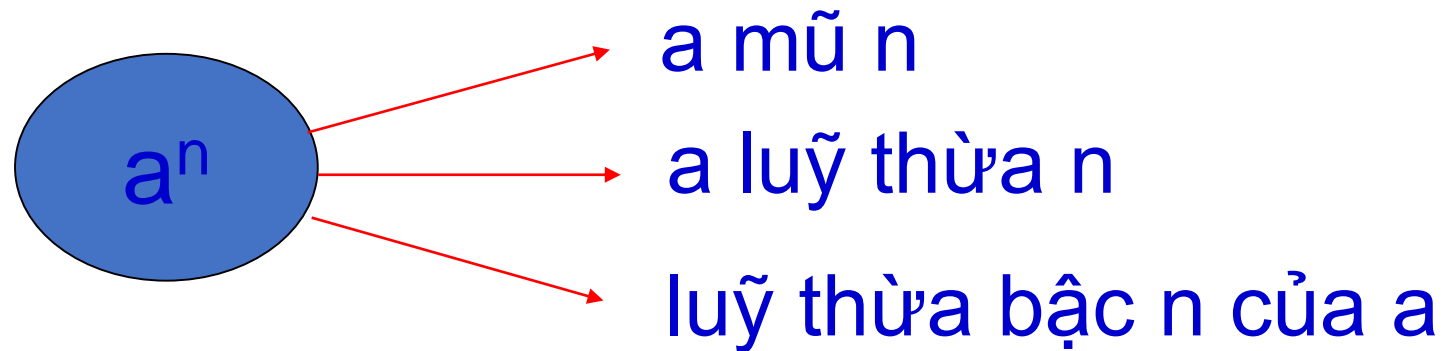 a mũ n
aⁿ
a luỹ thừa n
luỹ thừa bậc n của a